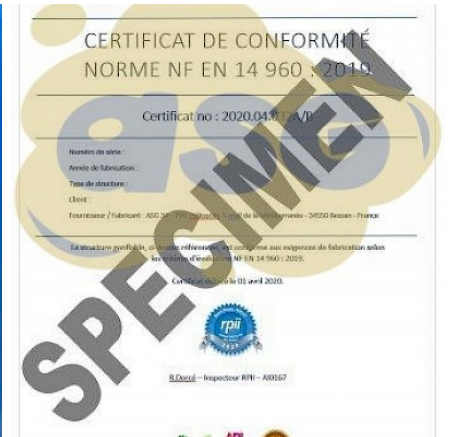 CERTIFICAT DE CONFORMITÉ
NORME NF EN 14 960 : 2019
Certificat no : 2020.04.
Numéro de série :
Année de fabrication :
Type de structure :
Client :
Fournisseur / Fabricant : ASG 34 - - 34550 Bessan - France
La structure gonflable, ci-dessus référencée, est conforme aux exigences de fabrication selon
les critères d'évaluation NF EN 14 960 : 2019.
Certificat délivré le 01 avril 2020.
rpii
R.Dorul – Inspecteur RPII – AI0167
SPECIMEN
asg
API